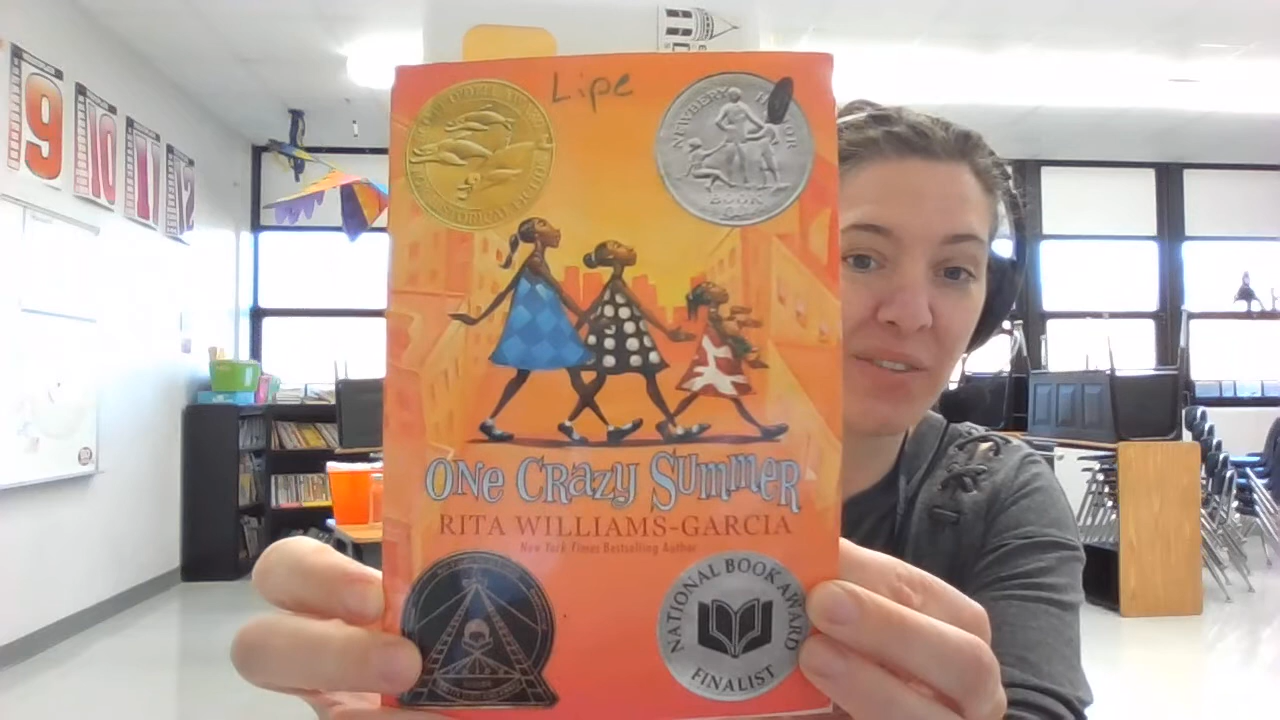 9
10
11
12
Lipe
NEWBERY HONOR
BOOK
One Crazy Summer
RITA WILLIAMS-GARCIA
New York Times Bestselling Author
NATIONAL BOOK AWARD
FINALIST